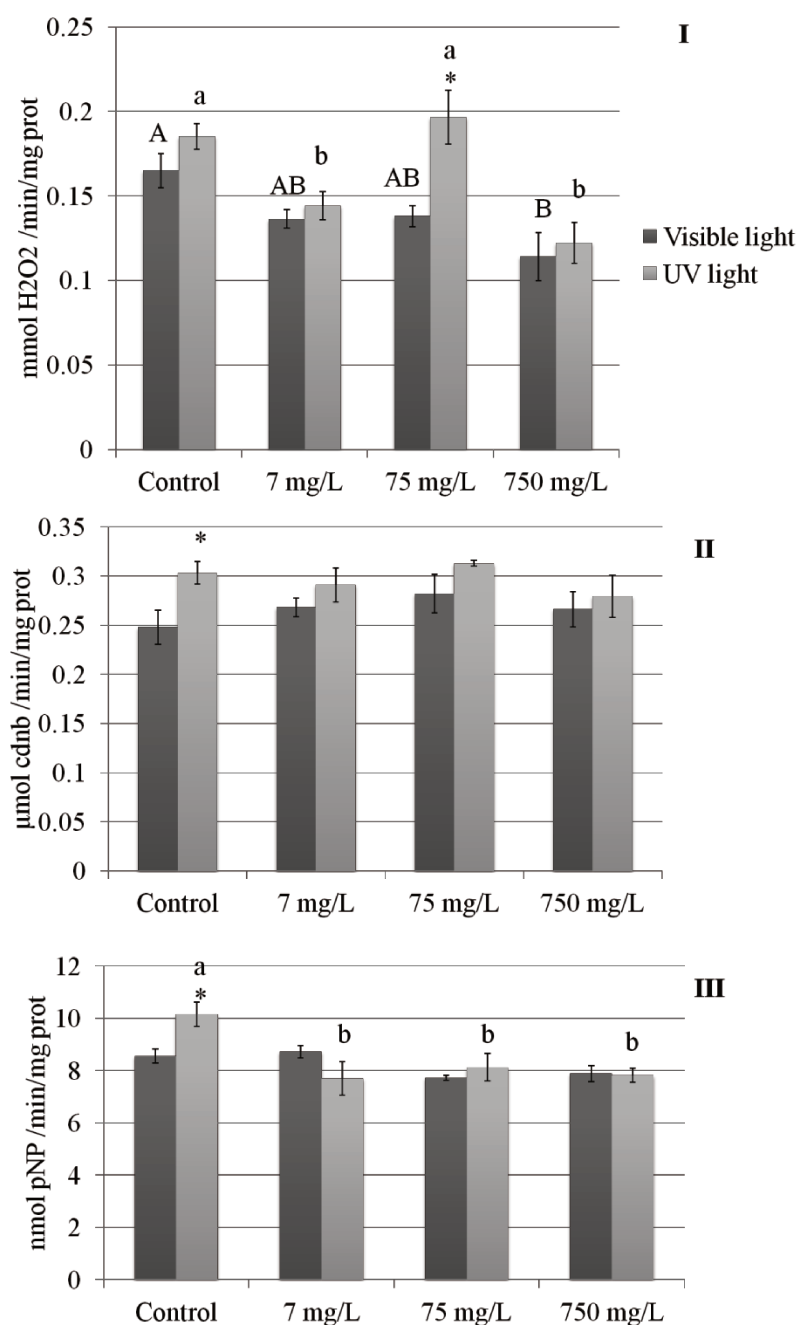 I
mmol H2O2 /min/mg prot
0.25
0.2
0.15
0.1
0.05
0
A
a
AB
b
AB
a
*
B
b
Visible light
UV light
Control 7 mg/L 75 mg/L 750 mg/L
II
µmol cdnb /min/mg prot
0.35
0.3
0.25
0.2
0.15
0.1
0.05
0
*
Control 7 mg/L 75 mg/L 750 mg/L
III
nmol pNP /min/mg prot
12
10
8
6
4
2
0
a
*
b
b
b
Control 7 mg/L 75 mg/L 750 mg/L